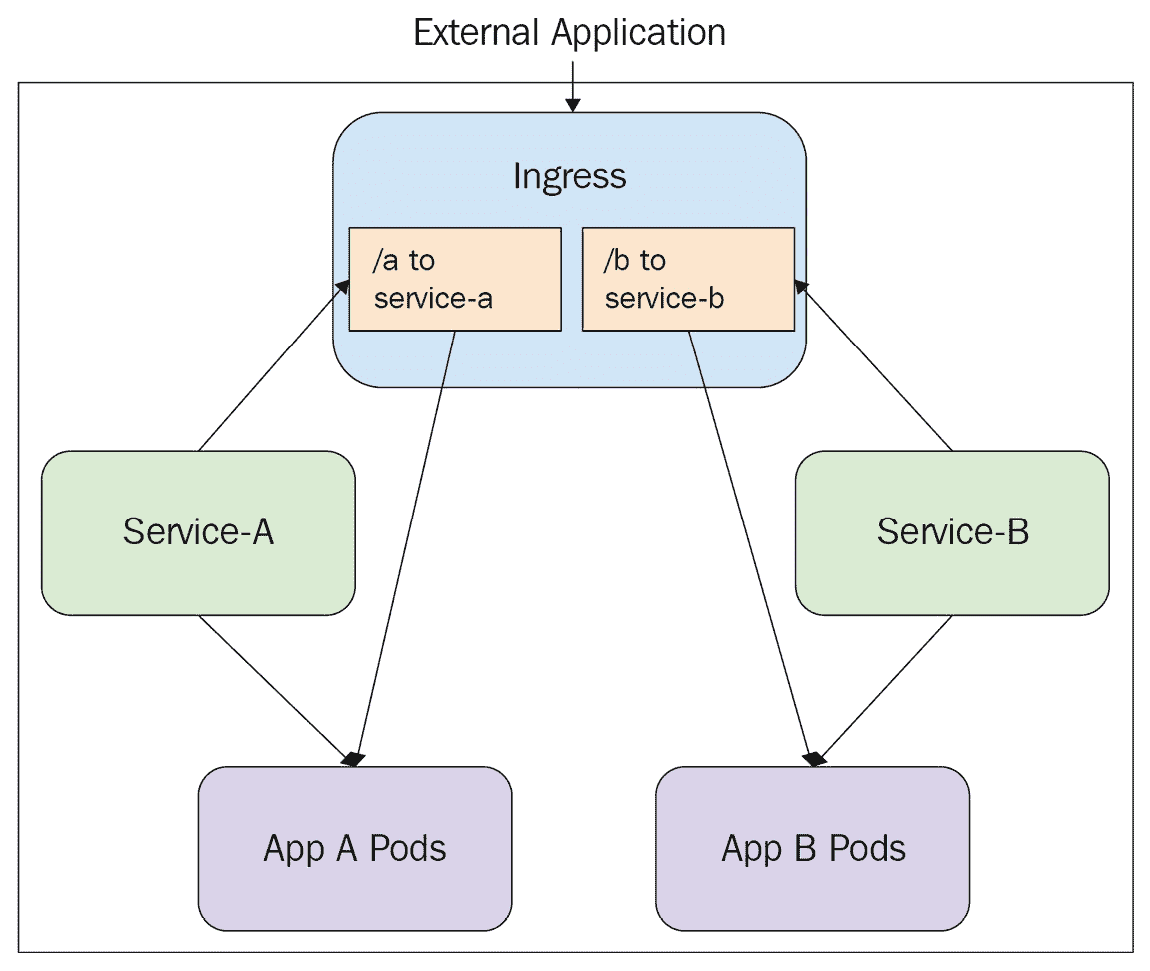 External Application
Ingress
/a to
service-a
/b to
service-b
Service-A
Service-B
App A Pods
App B Pods